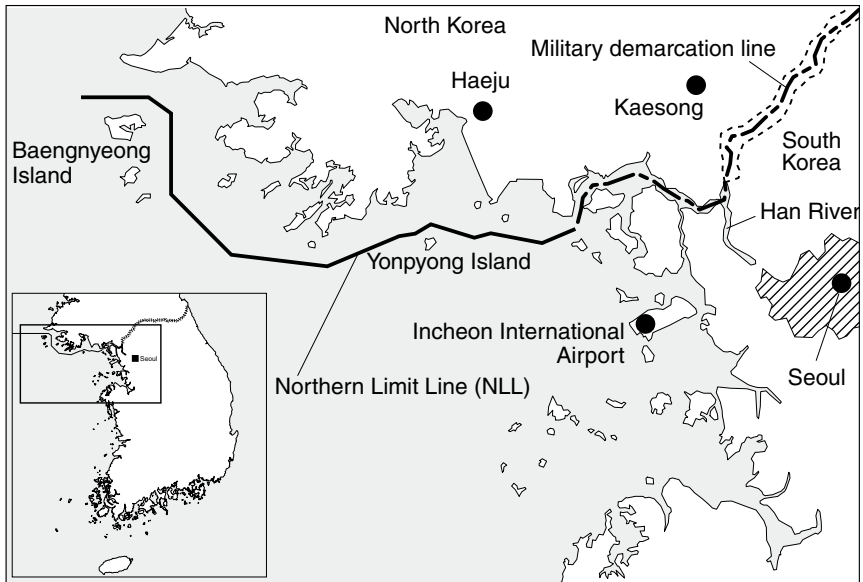 North Korea
Military demarcation line
Haeju
Kaesong
South
Korea
Baengnyeong
Island
Han River
Yonpyong Island
Incheon International
Airport
Seoul
Northern Limit Line (NLL)
Seoul